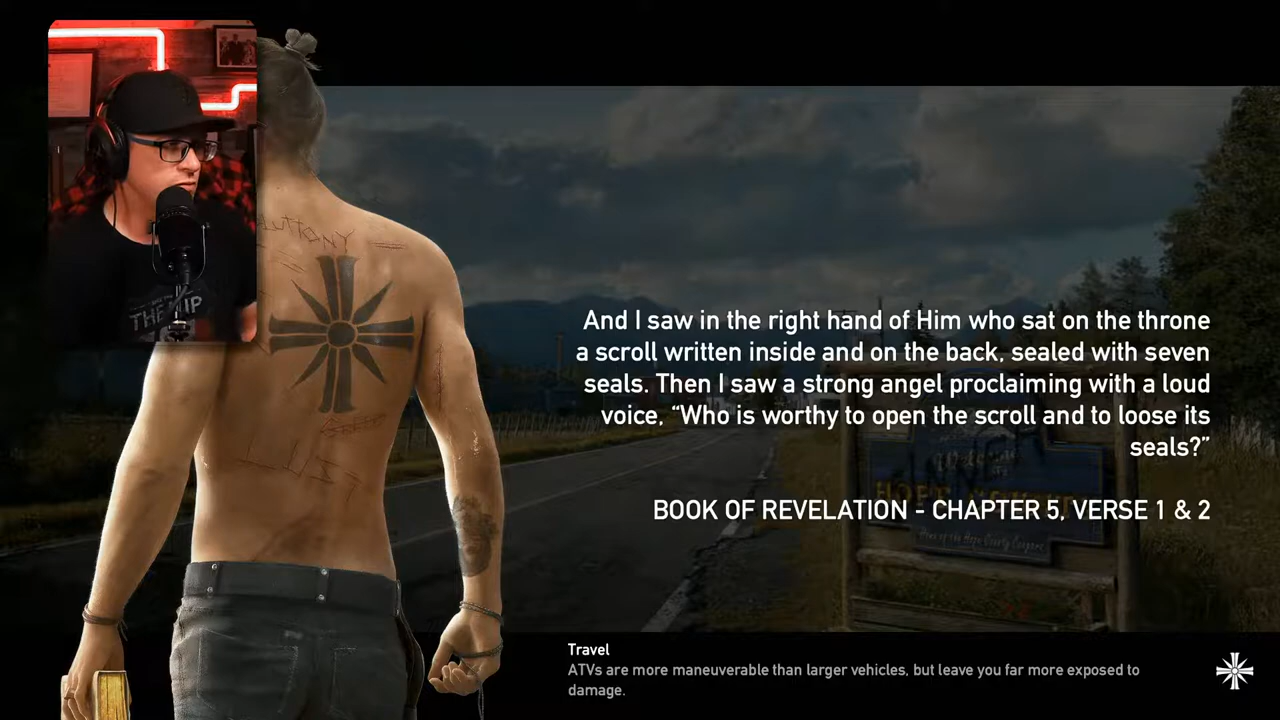 THE
And I saw in the right hand of Him who sat on the throne
a scroll written inside and on the back, sealed with seven
seals. Then I saw a strong angel proclaiming with a loud
voice, “Who is worthy to open the scroll and to loose its
seals?”
Welcome
BOOK OF REVELATION - CHAPTER 5, VERSE 1 & 2
LUST
Travel
ATVs are more maneuverable than larger vehicles, but leave you far more exposed to
damage.